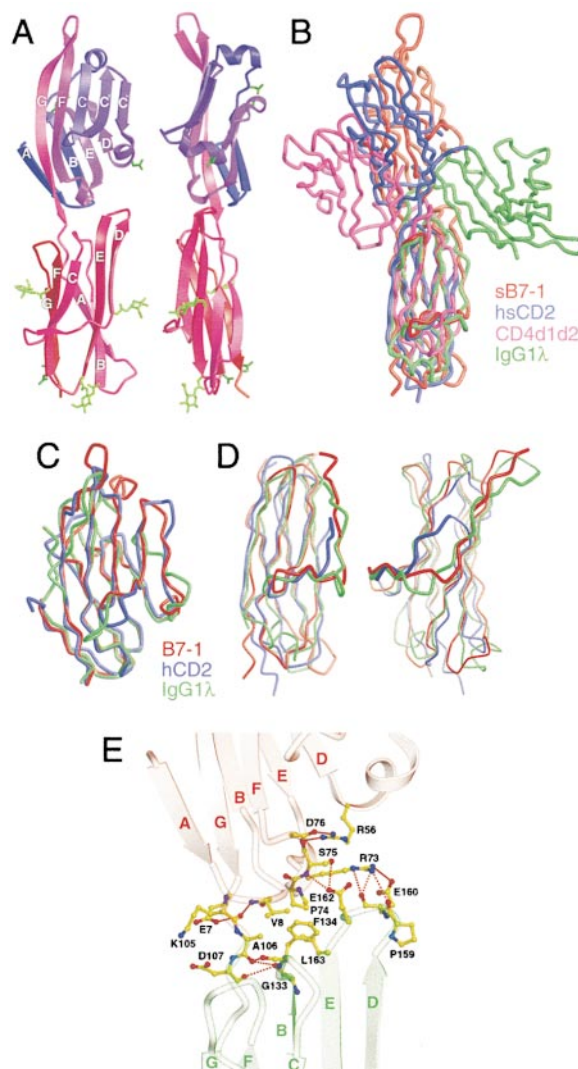 A
B
G F C C C
A B E D
F C A E D
G B
sB7-1
hsCD2
CD4d1d2
IgG1λ
C
D
B7-1
hCD2
IgG1λ
E
A G B F E D
D76
R56
S75
R73
E162
E160
P74
K105 E7 V8 F134
A106
P159
D107
L163
G133
G F B C E D